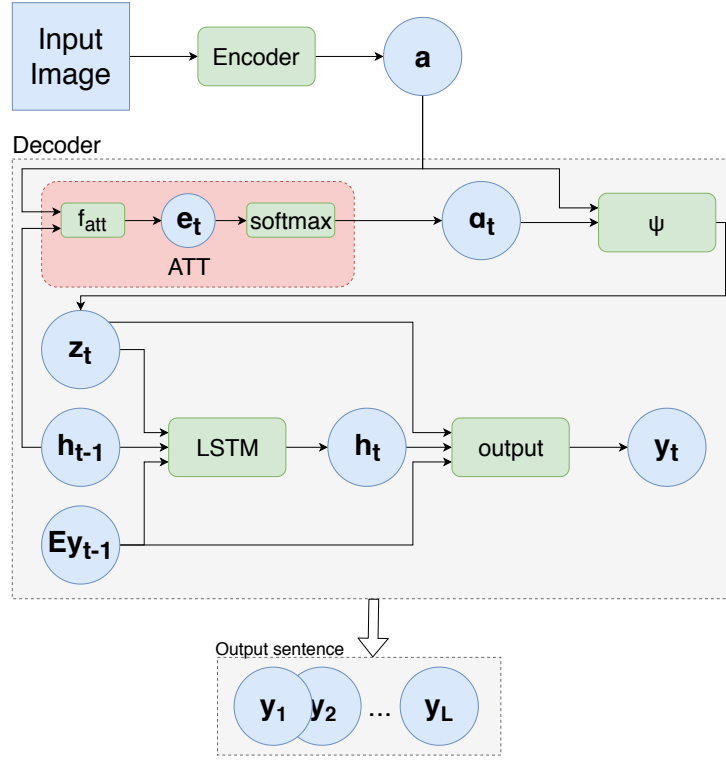 Input
Image
Encoder
a
Decoder
f_att
e_t
softmax
ATT
α_t
ψ
z_t
h_t-1
LSTM
h_t
output
y_t
Ey_t-1
Output sentence
y_1
y_2
...
y_L